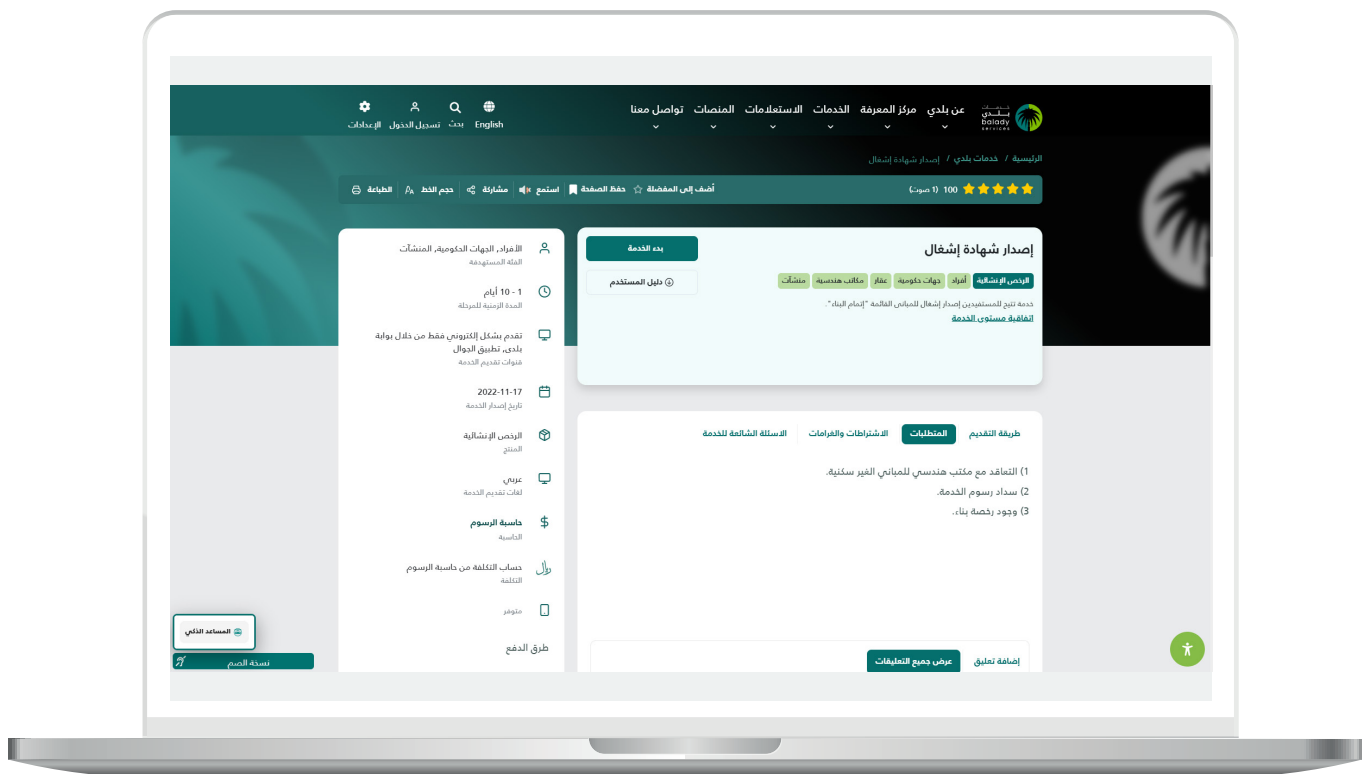 خدمات
بلدي
balady
services
عن بلدي مركز المعرفة الخدمات الاستعلامات المنصات تواصل معنا
English بحث تسجيل الدخول الإعدادات
الرئيسية / خدمات بلدي / إصدار شهادة إشغال
100 (1 صوت)
أضف إلى المفضلة حفظ الصفحة استمع مشاركة حجم الخط الطباعة
إصدار شهادة إشغال
بدء الخدمة
دليل المستخدم
الرخص الإنشائية أفراد جهات حكومية عقار مكاتب هندسية منشآت
خدمة تتيح للمستفيدين إصدار إشغال للمباني القائمة "إتمام البناء".
اتفاقية مستوى الخدمة
طريقة التقديم المتطلبات الاشتراطات والغرامات الاسئلة الشائعة للخدمة
1) التعاقد مع مكتب هندسي للمباني الغير سكنية.
2) سداد رسوم الخدمة.
3) وجود رخصة بناء.
إضافة تعليق عرض جميع التعليقات
الأفراد, الجهات الحكومية, المنشآت
الفئة المستهدفة
1 - 10 أيام
المدة الزمنية للمرحلة
تقدم بشكل إلكتروني فقط من خلال بوابة
بلدي, تطبيق الجوال
قنوات تقديم الخدمة
2022-11-17
تاريخ إصدار الخدمة
الرخص الإنشائية
المنتج
عربي
لغات تقديم الخدمة
حاسبة الرسوم
الحاسبة
حساب التكلفة من حاسبة الرسوم
التكلفة
متوفر
طرق الدفع
المساعد الذكي
نسخة الصم